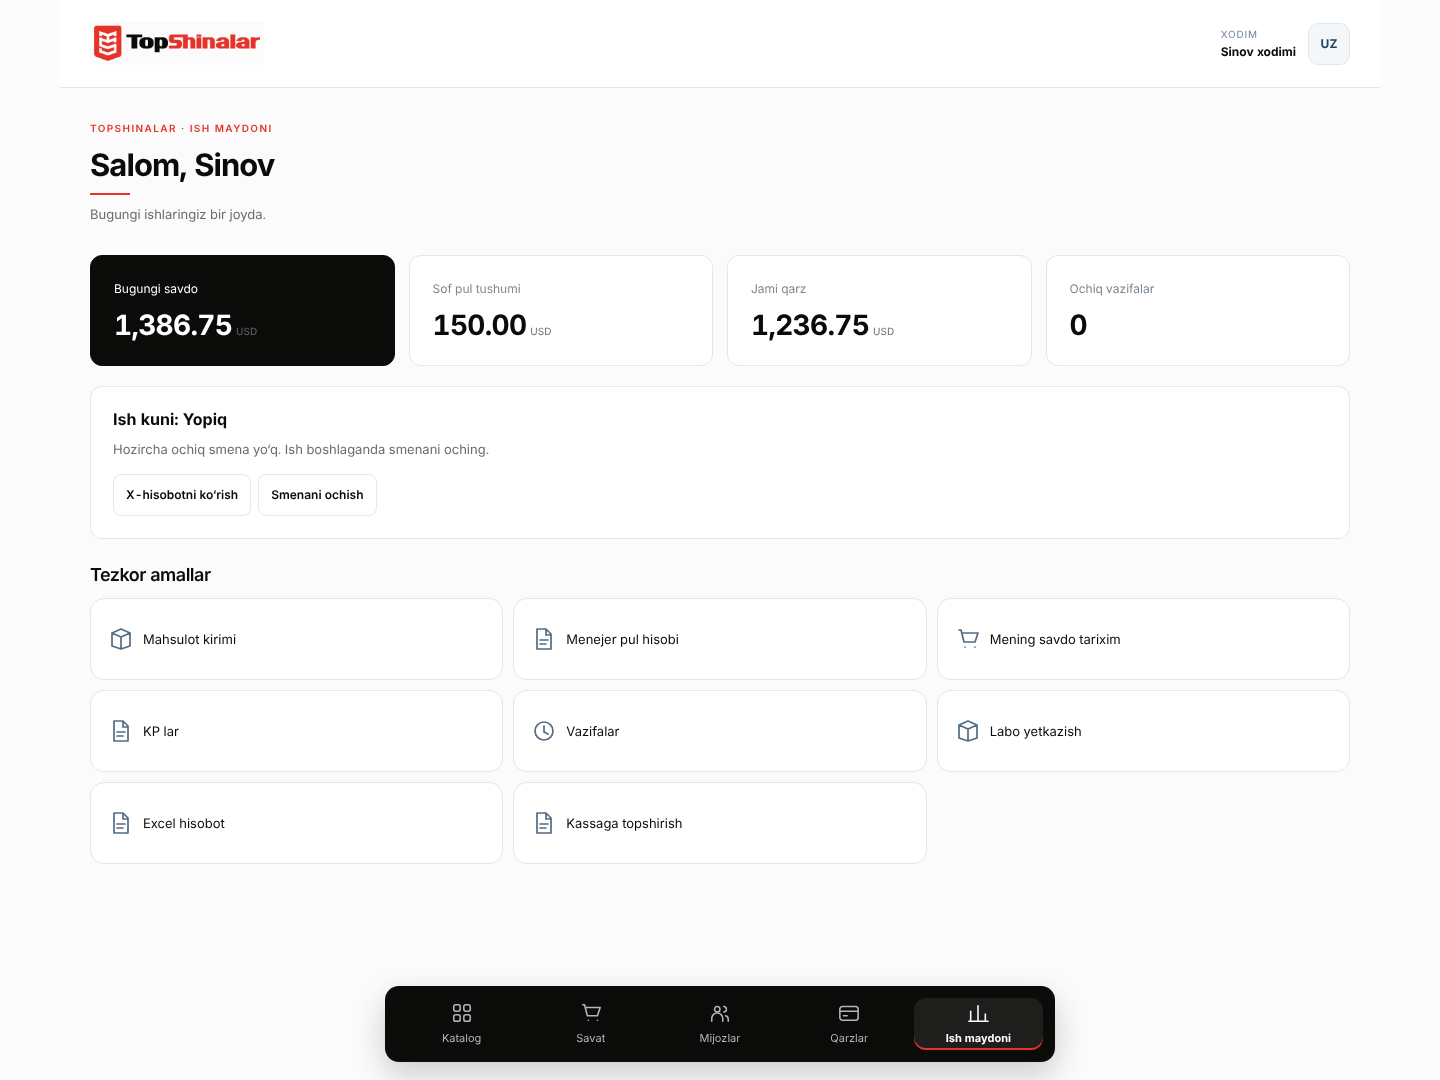 TopShinalar
XODIM
Sinov xodimi
UZ
TOPSHINALAR · ISH MAYDONI
Salom, Sinov
Bugungi ishlaringiz bir joyda.
Bugungi savdo
1,386.75 USD
Sof pul tushumi
150.00 USD
Jami qarz
1,236.75 USD
Ochiq vazifalar
0
Ish kuni: Yopiq
Hozircha ochiq smena yo‘q. Ish boshlaganda smenani oching.
X-hisobotni ko‘rish
Smenani ochish
Tezkor amallar
Mahsulot kirimi
Menejer pul hisobi
Mening savdo tarixim
KP lar
Vazifalar
Labo yetkazish
Excel hisobot
Kassaga topshirish
Katalog
Savat
Mijozlar
Qarzlar
Ish maydoni